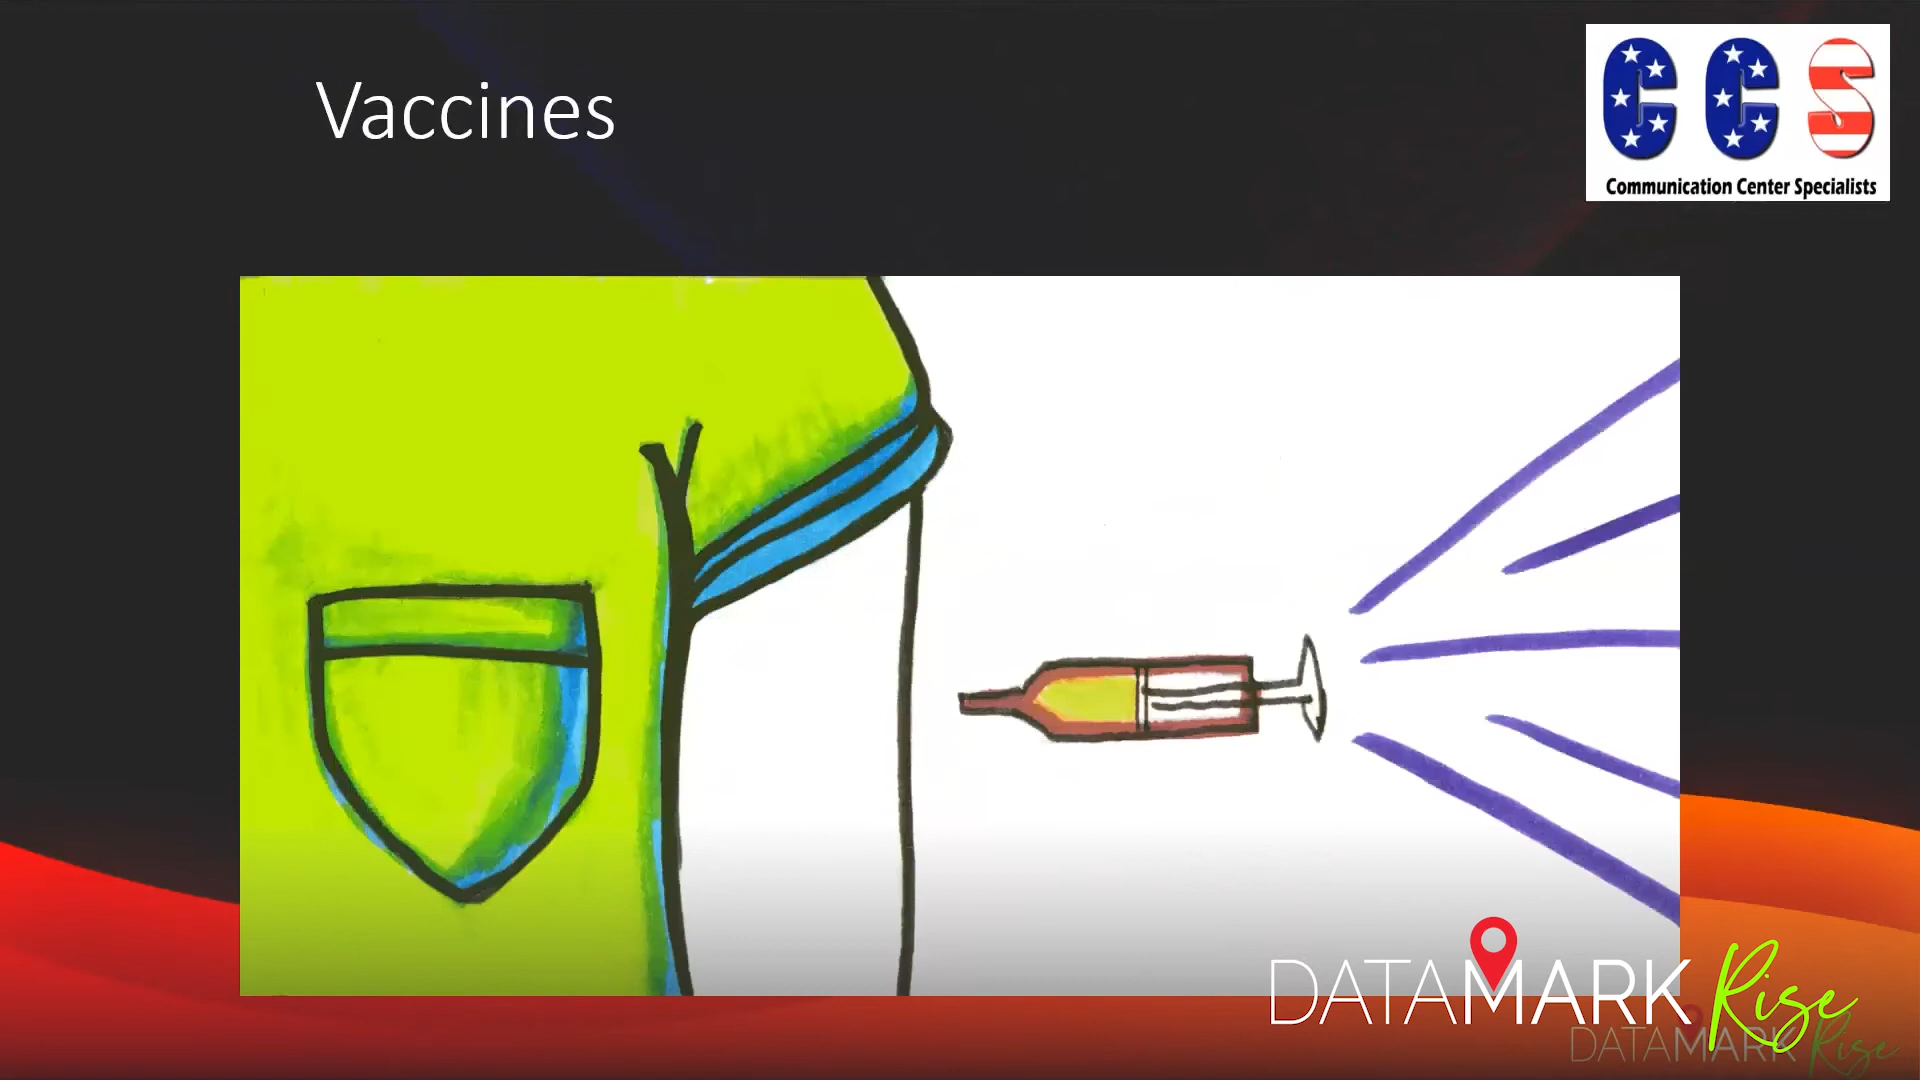 Vaccines
CCS
Communication Center Specialists
DATAMARK Rise
DATAMARK Rise